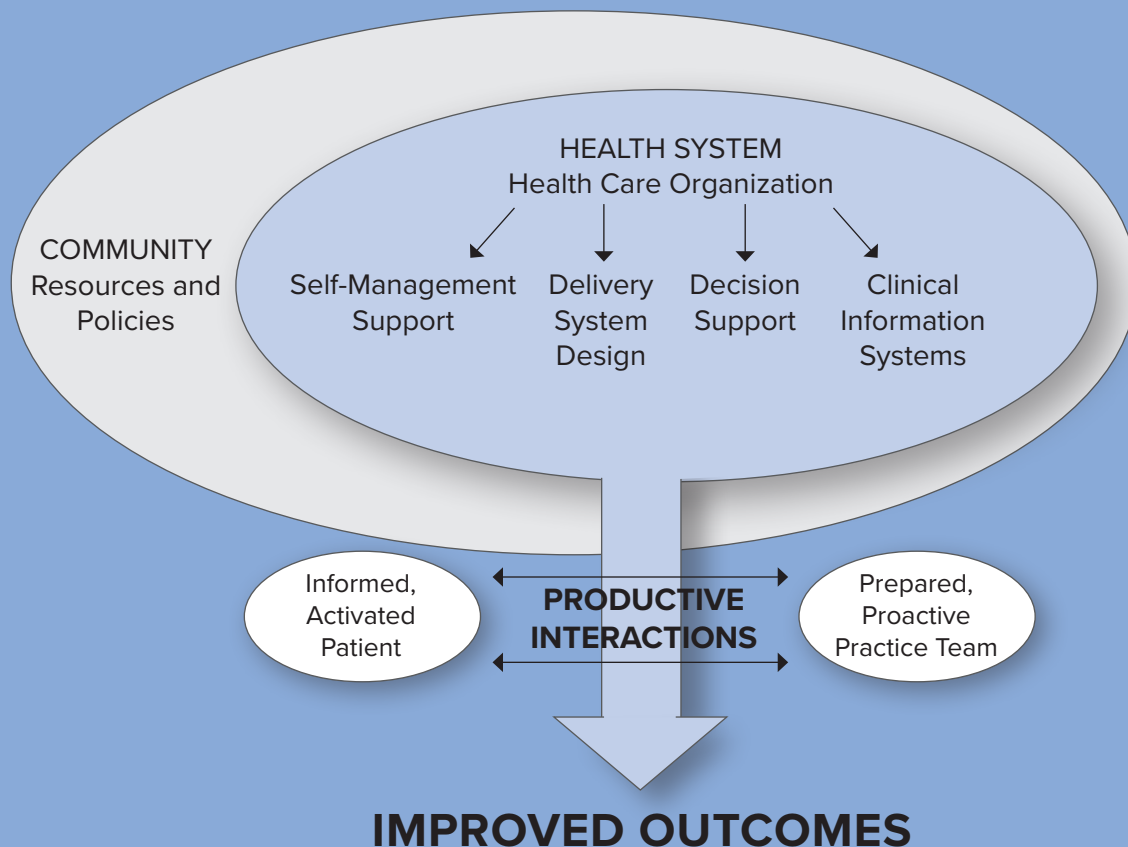 HEALTH SYSTEM
Health Care Organization
COMMUNITY
Resources and
Policies
Self-Management
Support
Delivery
System
Design
Decision
Support
Clinical
Information
Systems
Informed,
Activated
Patient
PRODUCTIVE
INTERACTIONS
Prepared,
Proactive
Practice Team
IMPROVED OUTCOMES